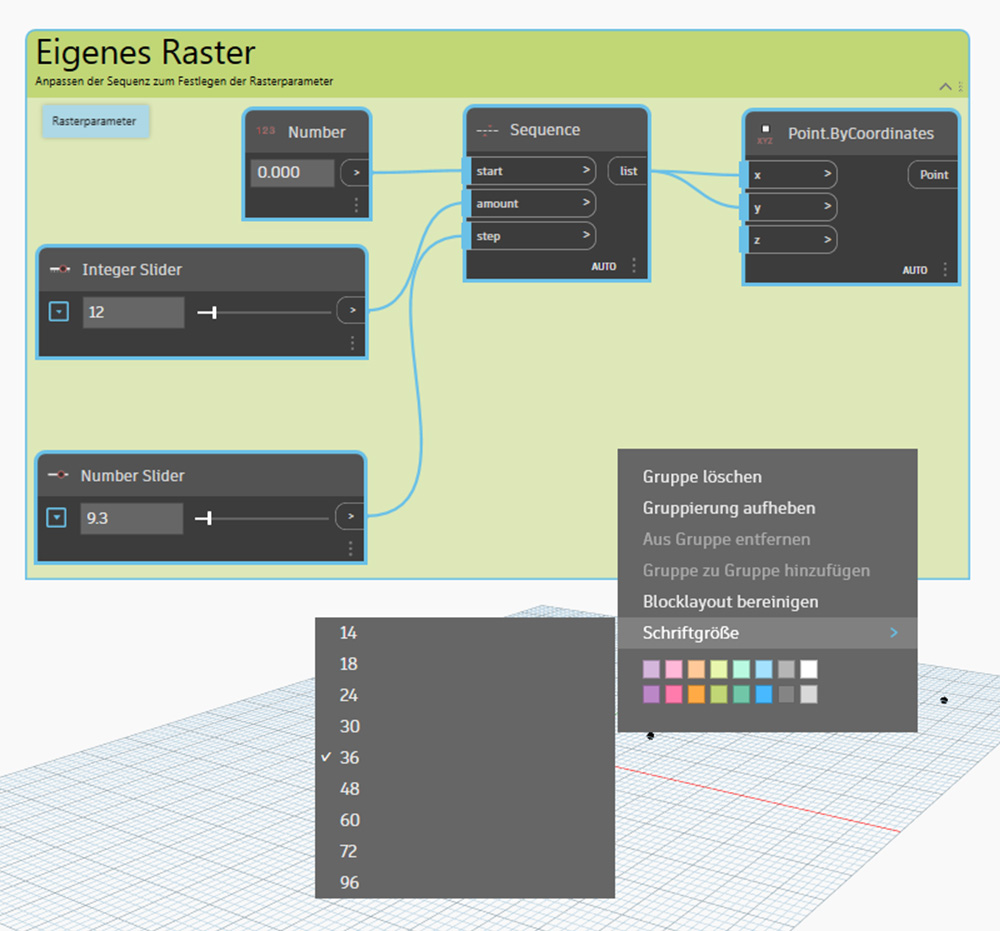 Eigenes Raster
Anpassen der Sequenz zum Festlegen der Rasterparameter
Rasterparameter
123 Number
0.000 >
Sequence
start >
amount >
step >
list
AUTO
XYZ Point.ByCoordinates
x >
y >
z >
Point
AUTO
Integer Slider
12 >
Number Slider
9.3 >
Gruppe löschen
Gruppierung aufheben
Aus Gruppe entfernen
Gruppe zu Gruppe hinzufügen
Blocklayout bereinigen
Schriftgröße >
14
18
24
30
✓ 36
48
60
72
96